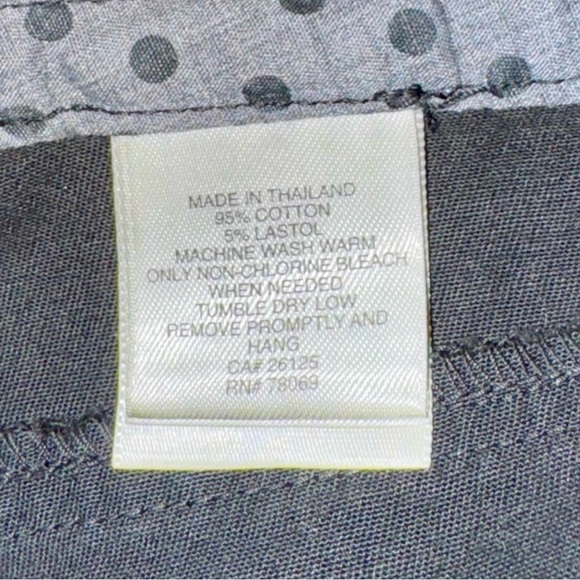 MADE IN THAILAND
95% COTTON
5% LASTOL
MACHINE WASH WARM
ONLY NON-CHLORINE BLEACH
WHEN NEEDED
TUMBLE DRY LOW
REMOVE PROMPTLY AND
HANG
CA# 26125
RN# 78069